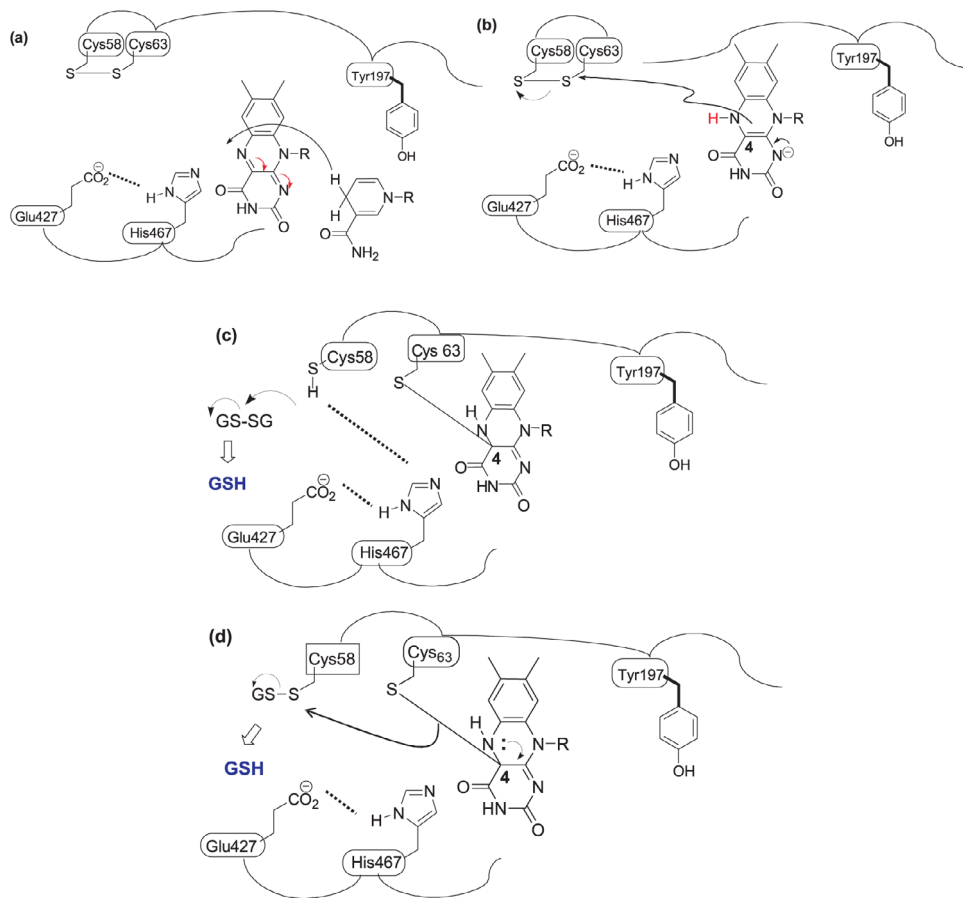 (a)
Cys58 Cys63
S S
Tyr197
OH
N N R
CO2 ⊖
H N N
O N
HN O
Glu427
His467
H
H
N R
O
NH2
(b)
Cys58 Cys63
S S
Tyr197
OH
H N N R
4
CO2 ⊖
H N N
O N ⊖
HN O
Glu427
His467
(c)
Cys58
Cys 63
S
H
S
Tyr197
OH
GS-SG
GSH
H
N N R
4
O N
HN O
CO2 ⊖
H N N
Glu427
His467
(d)
Cys58
Cys63
GS S
S
Tyr197
OH
GSH
H
N : N R
4
O N
HN O
CO2 ⊖
H N N
Glu427
His467